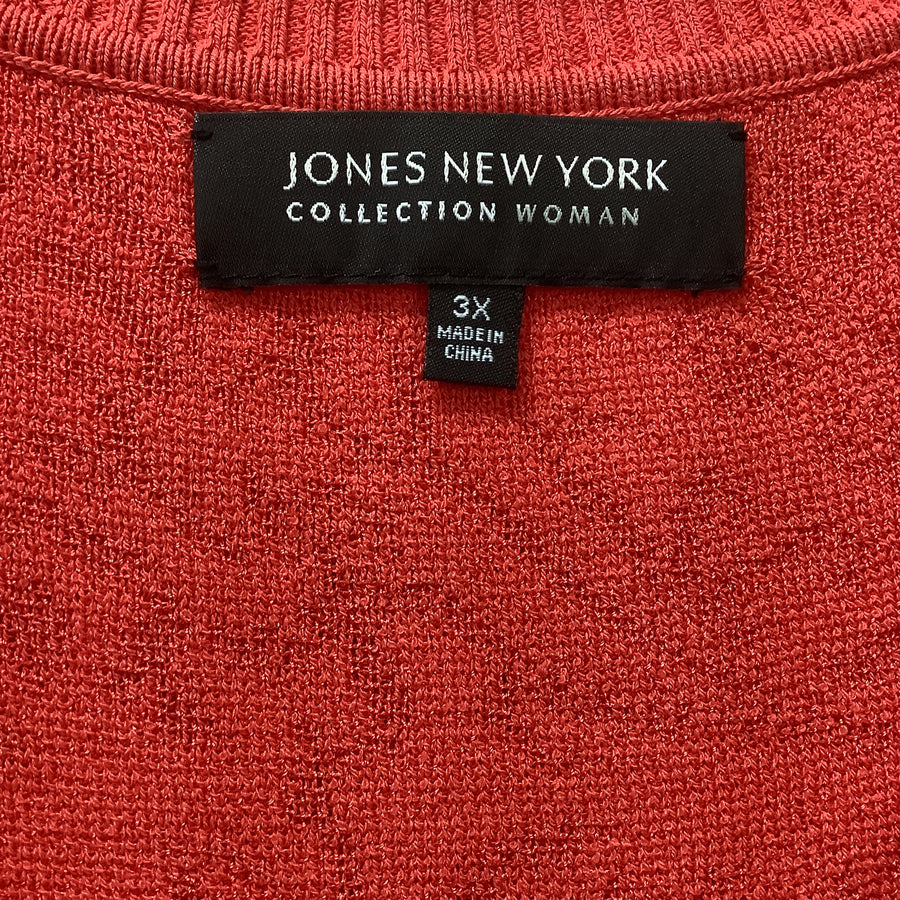 JONES NEW YORK
COLLECTION WOMAN
3X
MADE IN
CHINA